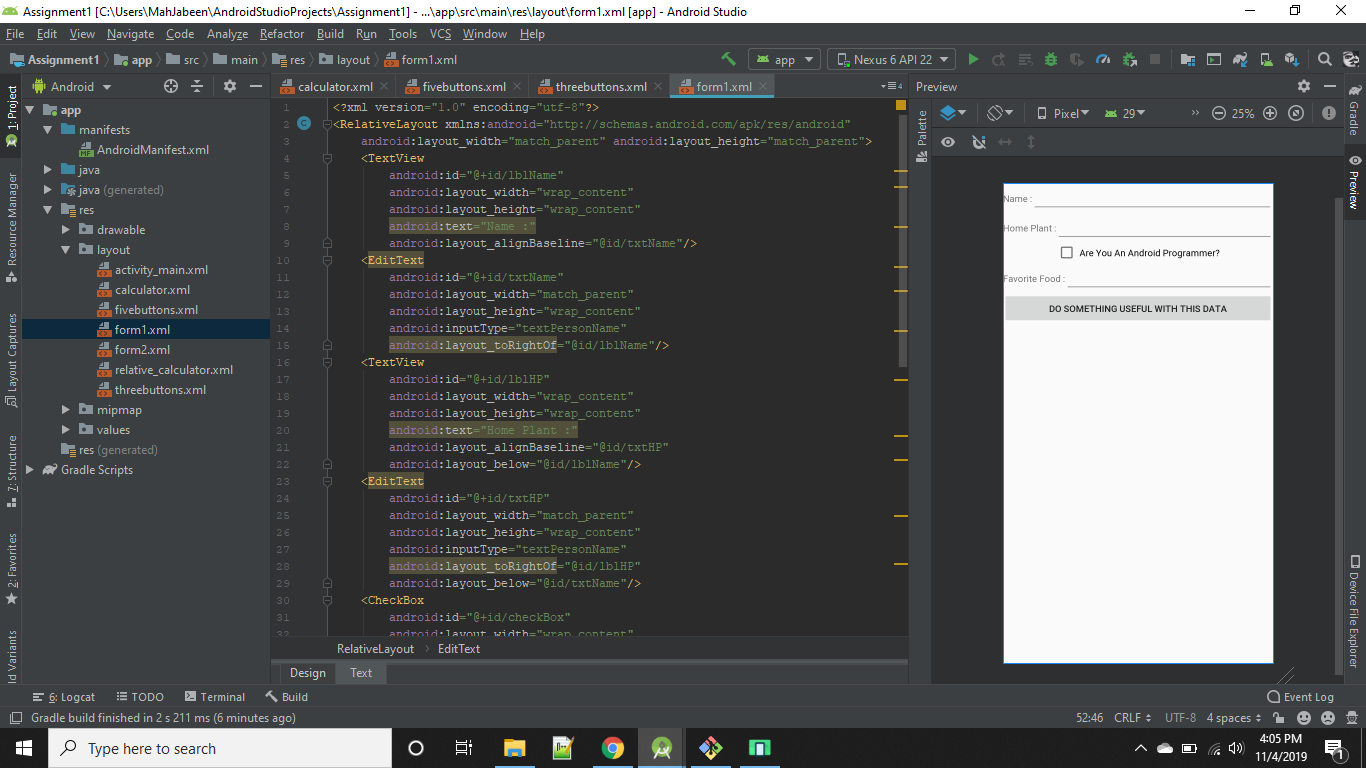 Assignment1 [C:\Users\MahJabeen\AndroidStudioProjects\Assignment1] - ...\app\src\main\res\layout\form1.xml [app] - Android Studio
File Edit View Navigate Code Analyze Refactor Build Run Tools VCS Window Help
Assignment1 app src main res layout form1.xml app Nexus 6 API 22
Android calculator.xml fivebuttons.xml threebuttons.xml form1.xml 4 Preview
1: Project
Resource Manager
Layout Captures
7: Structure
2: Favorites
ld Variants
app
manifests
AndroidManifest.xml
java
java (generated)
res
drawable
layout
activity_main.xml
calculator.xml
fivebuttons.xml
form1.xml
form2.xml
relative_calculator.xml
threebuttons.xml
mipmap
values
res (generated)
Gradle Scripts
1 <?xml version="1.0" encoding="utf-8"?>
2 <RelativeLayout xmlns:android="http://schemas.android.com/apk/res/android"
3 android:layout_width="match_parent" android:layout_height="match_parent">
4 <TextView
5 android:id="@+id/lblName"
6 android:layout_width="wrap_content"
7 android:layout_height="wrap_content"
8 android:text="Name :"
9 android:layout_alignBaseline="@id/txtName"/>
10 <EditText
11 android:id="@+id/txtName"
12 android:layout_width="match_parent"
13 android:layout_height="wrap_content"
14 android:inputType="textPersonName"
15 android:layout_toRightOf="@id/lblName"/>
16 <TextView
17 android:id="@+id/lblHP"
18 android:layout_width="wrap_content"
19 android:layout_height="wrap_content"
20 android:text="Home Plant :"
21 android:layout_alignBaseline="@id/txtHP"
22 android:layout_below="@id/lblName"/>
23 <EditText
24 android:id="@+id/txtHP"
25 android:layout_width="match_parent"
26 android:layout_height="wrap_content"
27 android:inputType="textPersonName"
28 android:layout_toRightOf="@id/lblHP"
29 android:layout_below="@id/txtName"/>
30 <CheckBox
31 android:id="@+id/checkBox"
32 android:layout_width="wrap_content"
RelativeLayout EditText
Design Text
Palette
Pixel 29 25%
Name :
Home Plant :
Are You An Android Programmer?
Favorite Food :
DO SOMETHING USEFUL WITH THIS DATA
Gradle
Preview
Device File Explorer
6: Logcat TODO Terminal Build Event Log
Gradle build finished in 2 s 211 ms (6 minutes ago) 52:46 CRLF UTF-8 4 spaces
Type here to search
4:05 PM
11/4/2019
1